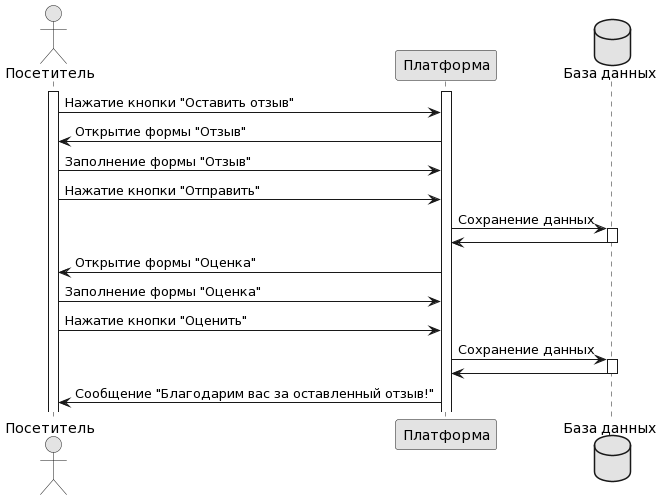 Посетитель
Платформа
База данных
Нажатие кнопки "Оставить отзыв"
Открытие формы "Отзыв"
Заполнение формы "Отзыв"
Нажатие кнопки "Отправить"
Сохранение данных
Открытие формы "Оценка"
Заполнение формы "Оценка"
Нажатие кнопки "Оценить"
Сохранение данных
Сообщение "Благодарим вас за оставленный отзыв!"
Посетитель
Платформа
База данных